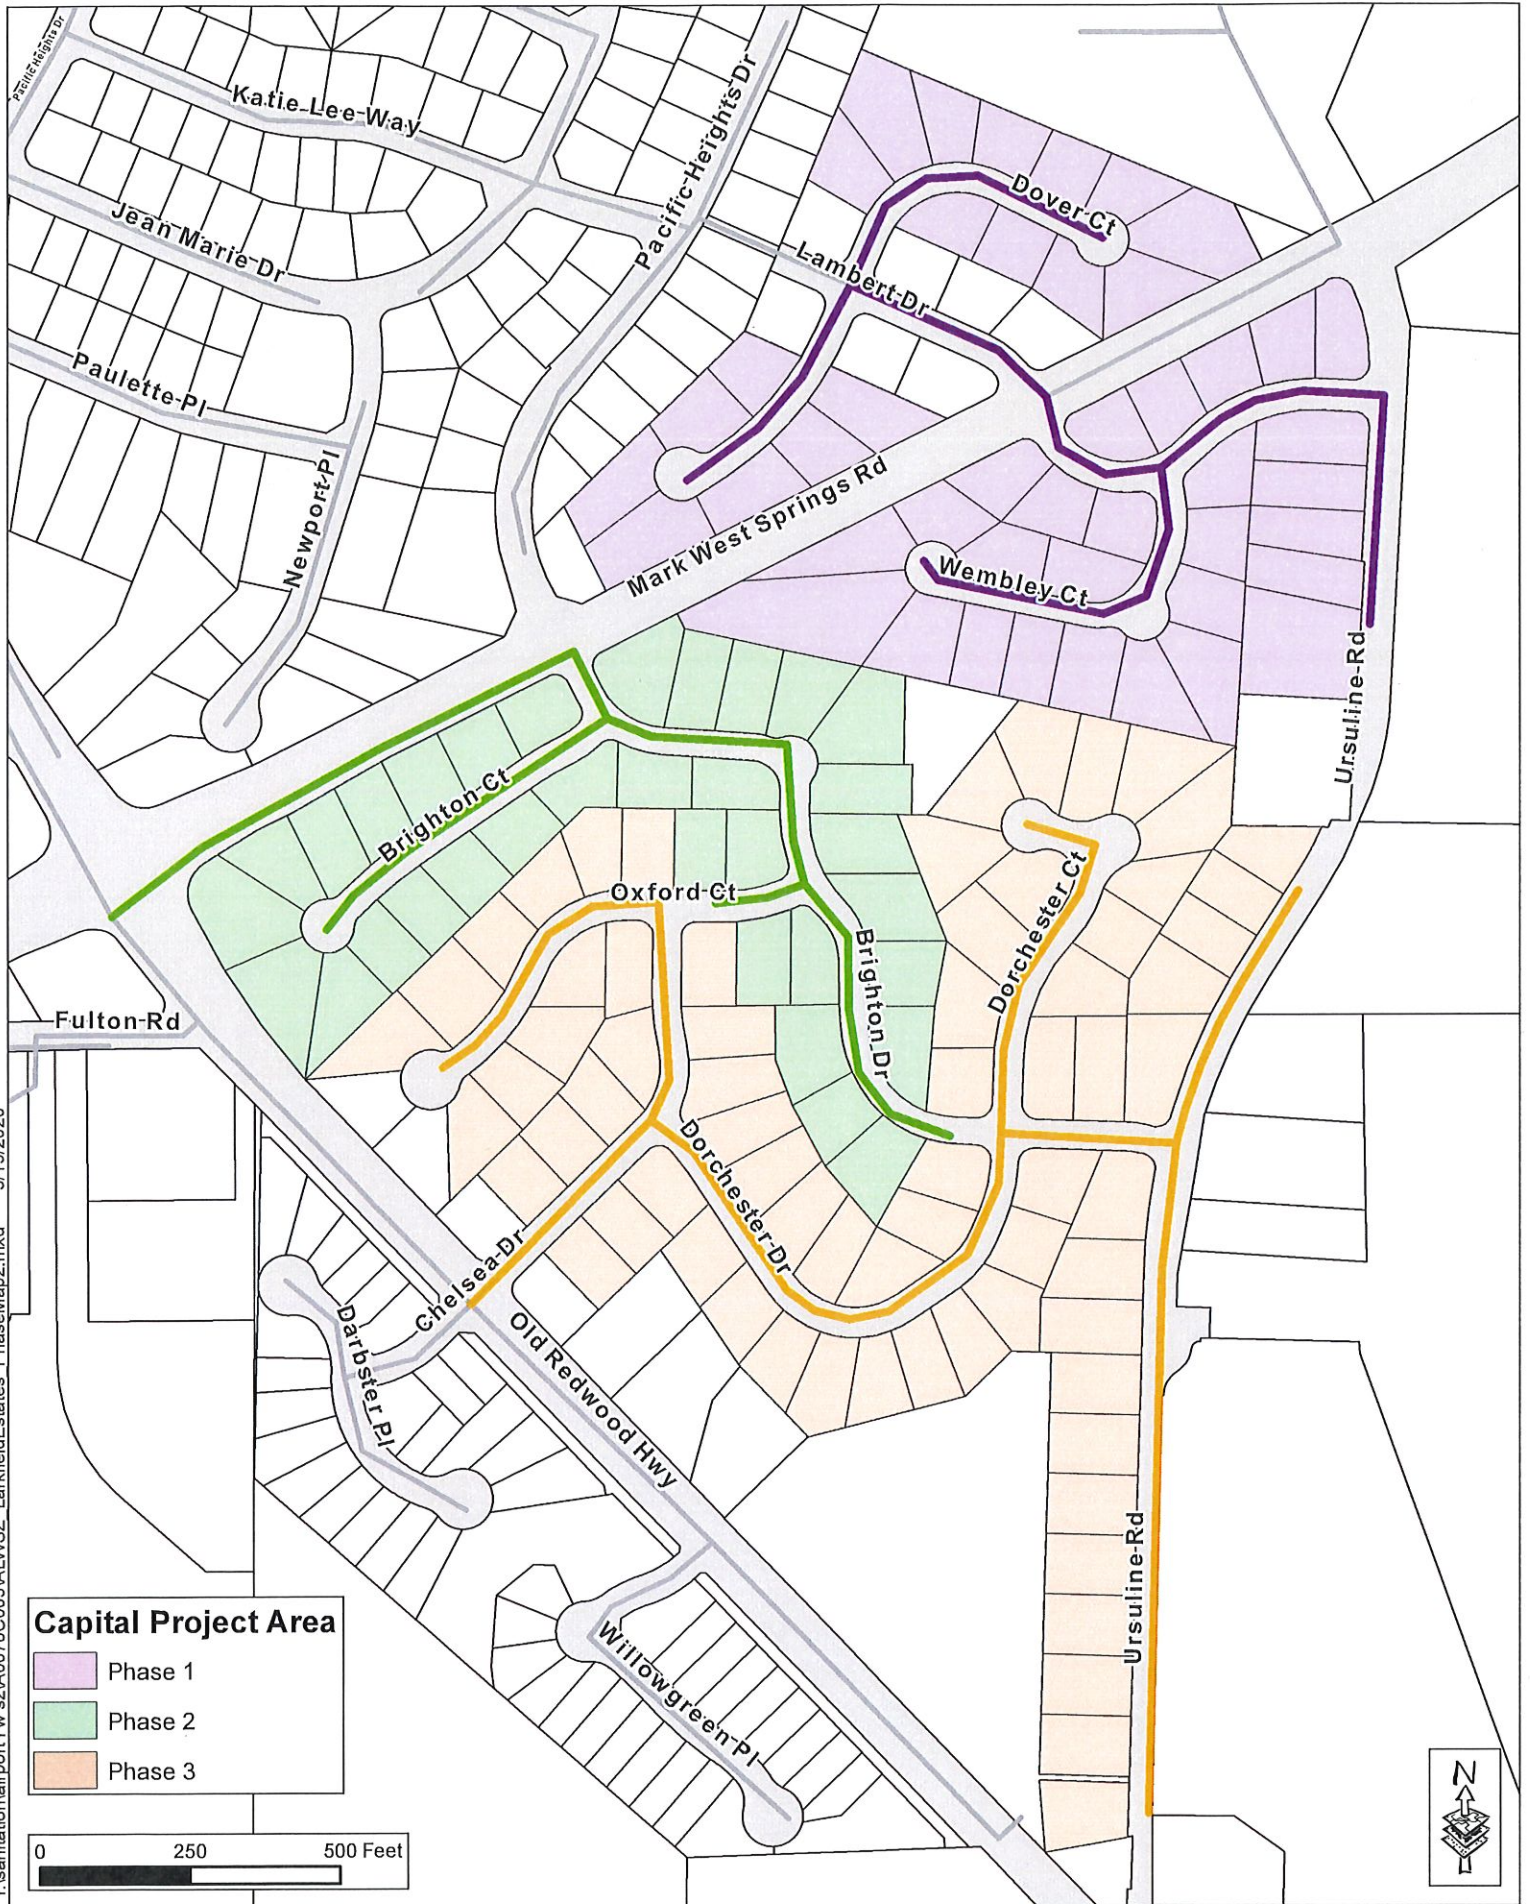 Pacific Heights Dr
Katie Lee Way
Pacific Heights Dr
Dover Ct
Jean Marie Dr
Lambert Dr
Paulette Pl
Newport Pl
Mark West Springs Rd
Wembley Ct
Ursuline Rd
Brighton Ct
Oxford Ct
Dorchester Ct
Brighton Dr
Fulton Rd
Dorchester Dr
Chelsea Dr
Darbster Pl
Old Redwood Hwy
Ursuline Rd
Willowgreen Pl
Capital Project Area
Phase 1
Phase 2
Phase 3
0 250 500 Feet
N